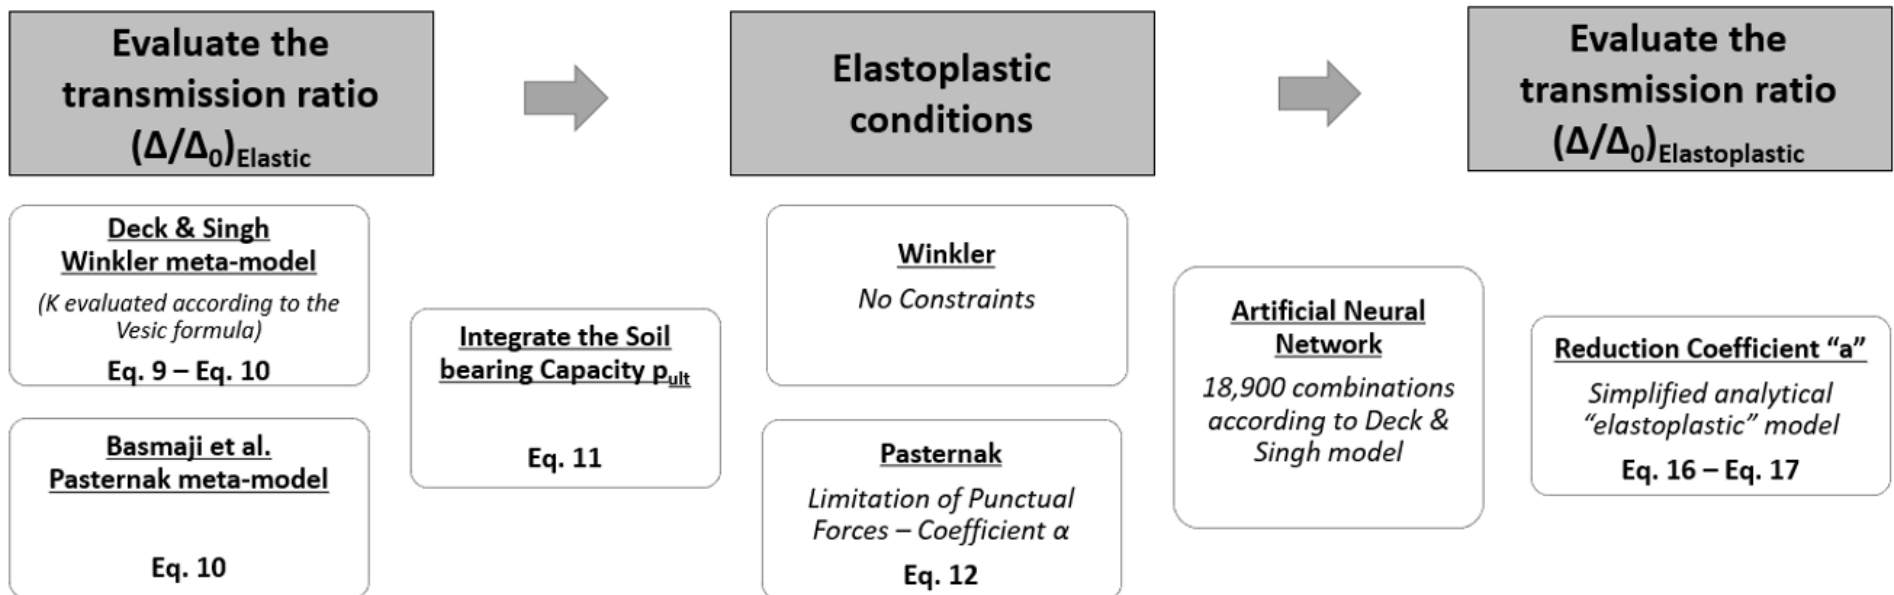 Evaluate the
transmission ratio
(Δ/Δ0)Elastic
Elastoplastic
conditions
Evaluate the
transmission ratio
(Δ/Δ0)Elastoplastic
Deck & Singh
Winkler meta-model
(K evaluated according to the
Vesic formula)
Eq. 9 – Eq. 10
Basmaji et al.
Pasternak meta-model
Eq. 10
Integrate the Soil
bearing Capacity pult
Eq. 11
Winkler
No Constraints
Pasternak
Limitation of Punctual
Forces – Coefficient α
Eq. 12
Artificial Neural
Network
18,900 combinations
according to Deck &
Singh model
Reduction Coefficient “a”
Simplified analytical
“elastoplastic” model
Eq. 16 – Eq. 17